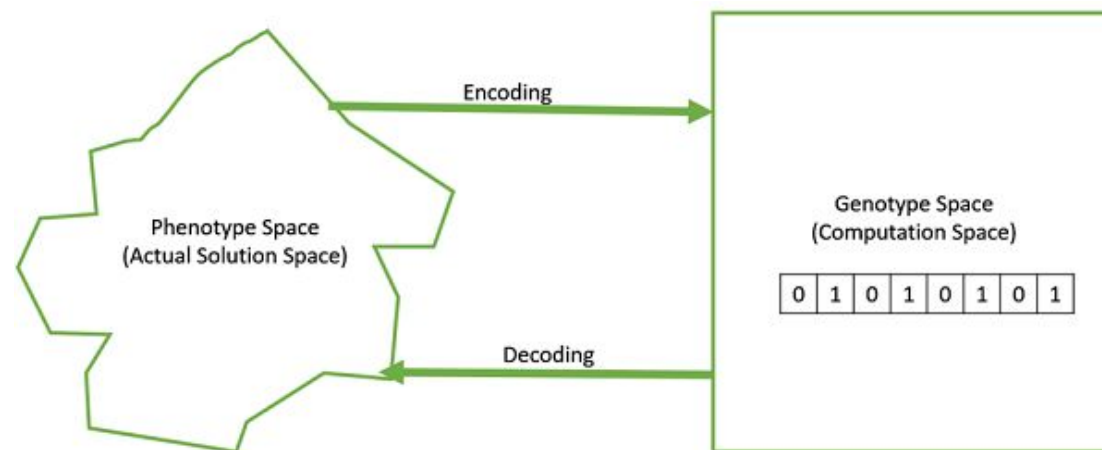 Encoding
Phenotype Space
(Actual Solution Space)
Genotype Space
(Computation Space)
0 1 0 1 0 1 0 1
Decoding